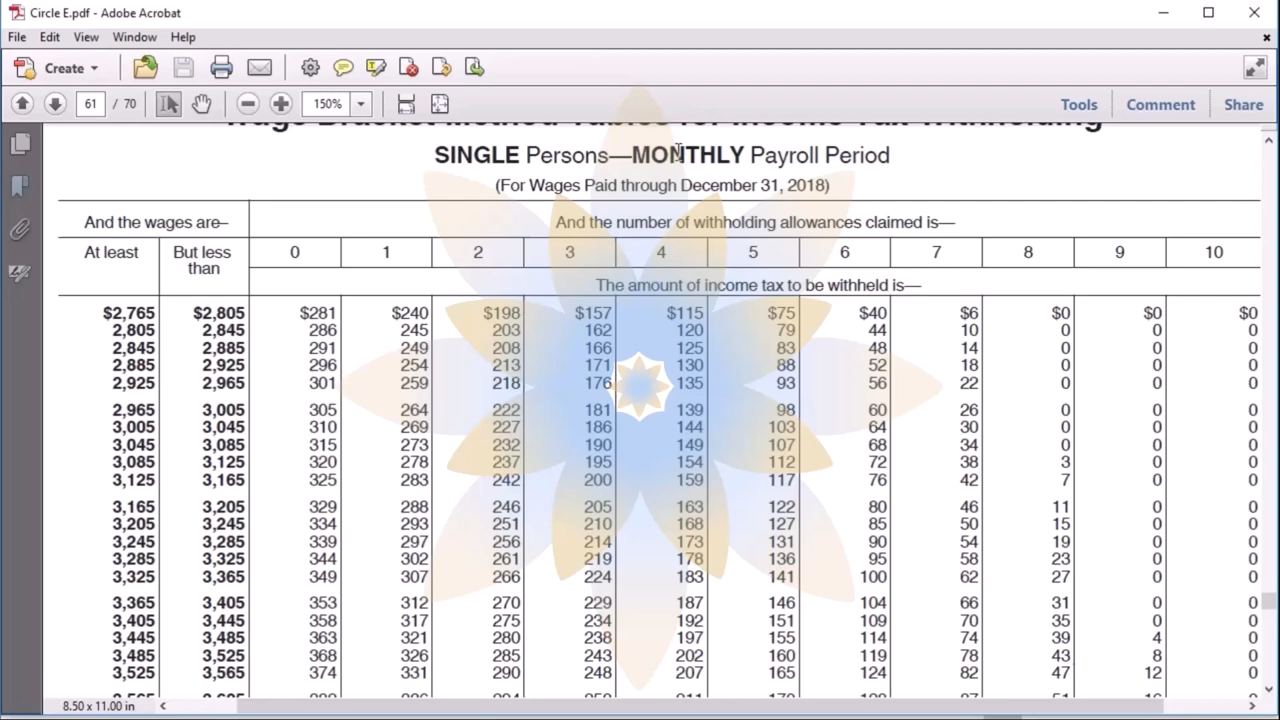 Circle E.pdf - Adobe Acrobat
File Edit View Window Help
Create
61 / 70 150% Tools Comment Share
Wage Bracket Method Tables for Income Tax Withholding
SINGLE Persons—MONTHLY Payroll Period
(For Wages Paid through December 31, 2018)
And the wages are– And the number of withholding allowances claimed is—
At least But less than 0 1 2 3 4 5 6 7 8 9 10
The amount of income tax to be withheld is—
$2,765 $2,805 $281 $240 $198 $157 $115 $75 $40 $6 $0 $0 $0
2,805 2,845 286 245 203 162 120 79 44 10 0 0 0
2,845 2,885 291 249 208 166 125 83 48 14 0 0 0
2,885 2,925 296 254 213 171 130 88 52 18 0 0 0
2,925 2,965 301 259 218 176 135 93 56 22 0 0 0
2,965 3,005 305 264 222 181 139 98 60 26 0 0 0
3,005 3,045 310 269 227 186 144 103 64 30 0 0 0
3,045 3,085 315 273 232 190 149 107 68 34 0 0 0
3,085 3,125 320 278 237 195 154 112 72 38 3 0 0
3,125 3,165 325 283 242 200 159 117 76 42 7 0 0
3,165 3,205 329 288 246 205 163 122 80 46 11 0 0
3,205 3,245 334 293 251 210 168 127 85 50 15 0 0
3,245 3,285 339 297 256 214 173 131 90 54 19 0 0
3,285 3,325 344 302 261 219 178 136 95 58 23 0 0
3,325 3,365 349 307 266 224 183 141 100 62 27 0 0
3,365 3,405 353 312 270 229 187 146 104 66 31 0 0
3,405 3,445 358 317 275 234 192 151 109 70 35 0 0
3,445 3,485 363 321 280 238 197 155 114 74 39 4 0
3,485 3,525 368 326 285 243 202 160 119 78 43 8 0
3,525 3,565 374 331 290 248 207 165 124 82 47 12 0
8.50 x 11.00 in